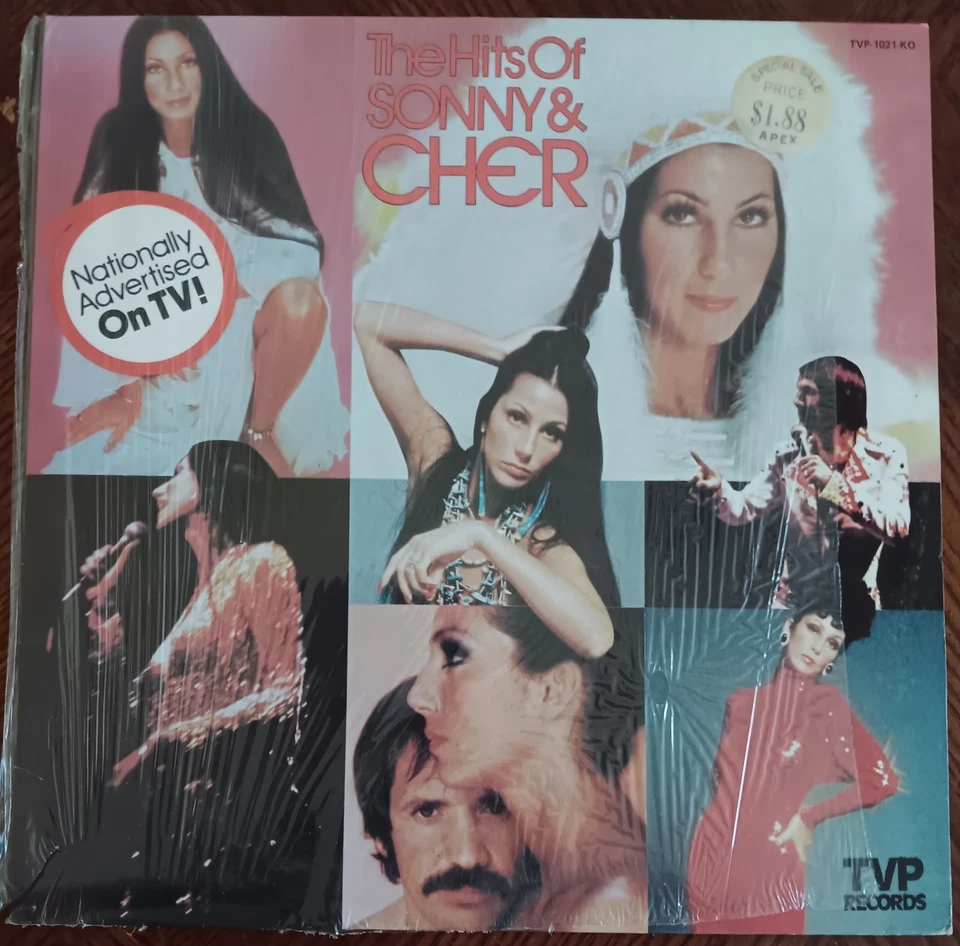 The Hits Of
SONNY &
CHER
TVP-1021-KO
SPECIAL SALE
PRICE
$1.88
APEX
Nationally
Advertised
On TV!
TVP
RECORDS